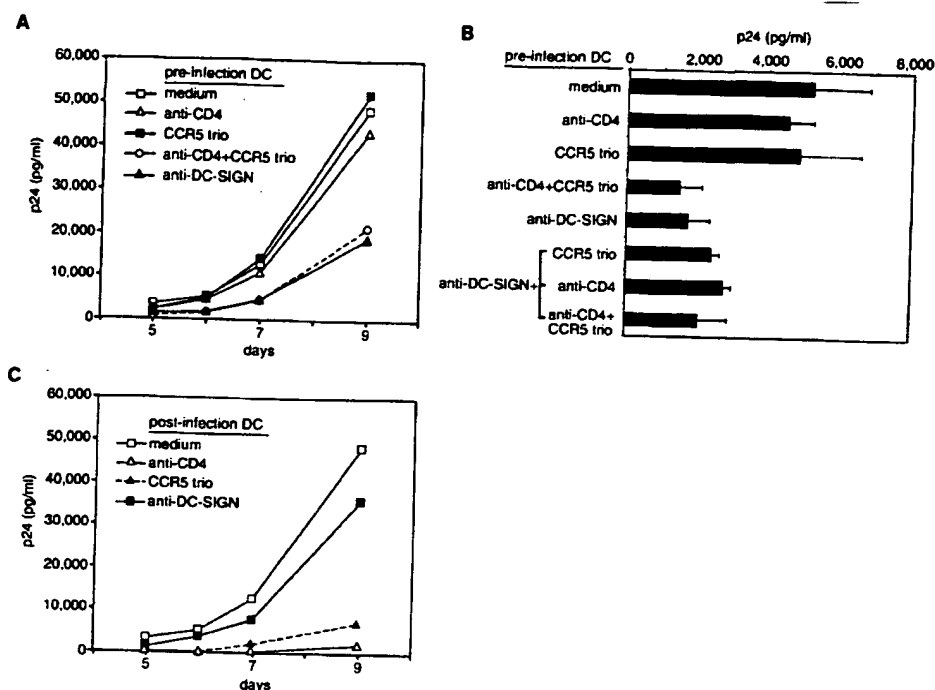 A
60,000
50,000
40,000
30,000
20,000
10,000
0
p24 (pg/ml)
pre-infection DC
medium
anti-CD4
CCR5 trio
anti-CD4+CCR5 trio
anti-DC-SIGN
5
7
9
days
B
p24 (pg/ml)
pre-infection DC
0
2,000
4,000
6,000
8,000
medium
anti-CD4
CCR5 trio
anti-CD4+CCR5 trio
anti-DC-SIGN
anti-DC-SIGN+
CCR5 trio
anti-CD4
anti-CD4+
CCR5 trio
C
60,000
50,000
40,000
30,000
20,000
10,000
0
p24 (pg/ml)
post-infection DC
medium
anti-CD4
CCR5 trio
anti-DC-SIGN
5
7
9
days